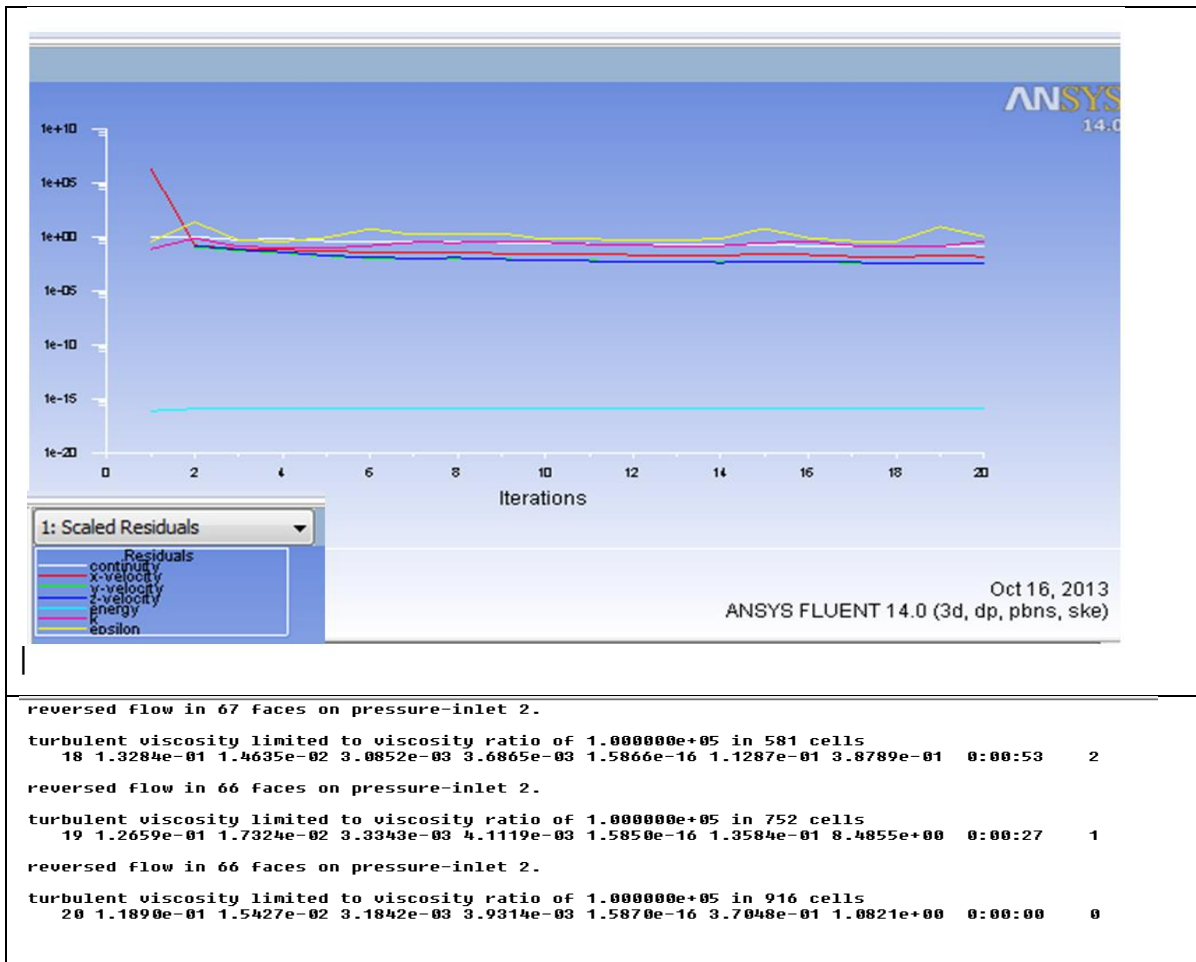 ANSYS
14.0
1e+10
1e+05
1e+00
1e-05
1e-10
1e-15
1e-20
0 2 4 6 8 10 12 14 16 18 20
Iterations
1: Scaled Residuals
Residuals
continuity
x-velocity
y-velocity
z-velocity
energy
k
epsilon
Oct 16, 2013
ANSYS FLUENT 14.0 (3d, dp, pbns, ske)
reversed flow in 67 faces on pressure-inlet 2.
turbulent viscosity limited to viscosity ratio of 1.000000e+05 in 581 cells
18 1.3284e-01 1.4635e-02 3.0852e-03 3.6865e-03 1.5866e-16 1.1287e-01 3.8789e-01 0:00:53 2
reversed flow in 66 faces on pressure-inlet 2.
turbulent viscosity limited to viscosity ratio of 1.000000e+05 in 752 cells
19 1.2659e-01 1.7324e-02 3.3343e-03 4.1119e-03 1.5850e-16 1.3584e-01 8.4855e+00 0:00:27 1
reversed flow in 66 faces on pressure-inlet 2.
turbulent viscosity limited to viscosity ratio of 1.000000e+05 in 916 cells
20 1.1890e-01 1.5427e-02 3.1842e-03 3.9314e-03 1.5870e-16 3.7048e-01 1.0821e+00 0:00:00 0